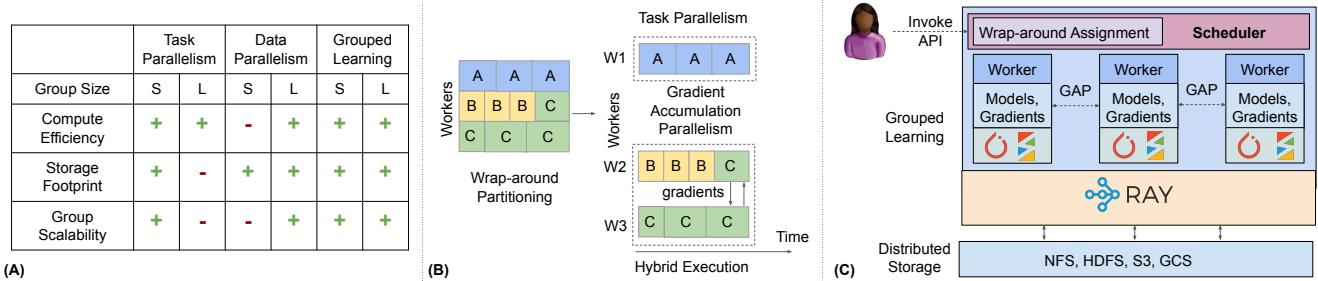 Task Parallelism Data Parallelism Grouped Learning
Group Size S L S L S L
Compute Efficiency + + - + + +
Storage Footprint + - + + + +
Group Scalability + - - + + +
(A)
Task Parallelism
Workers
A A A
B B B C
C C C
Wrap-around
Partitioning
Workers
W1 A A A
Gradient
Accumulation
Parallelism
W2 B B B C
gradients
W3 C C C
Time
Hybrid Execution
(B)
Invoke
API
Wrap-around Assignment Scheduler
Worker Worker Worker
GAP GAP
Models, Gradients Models, Gradients Models, Gradients
Grouped
Learning
RAY
Distributed
Storage
NFS, HDFS, S3, GCS
(C)